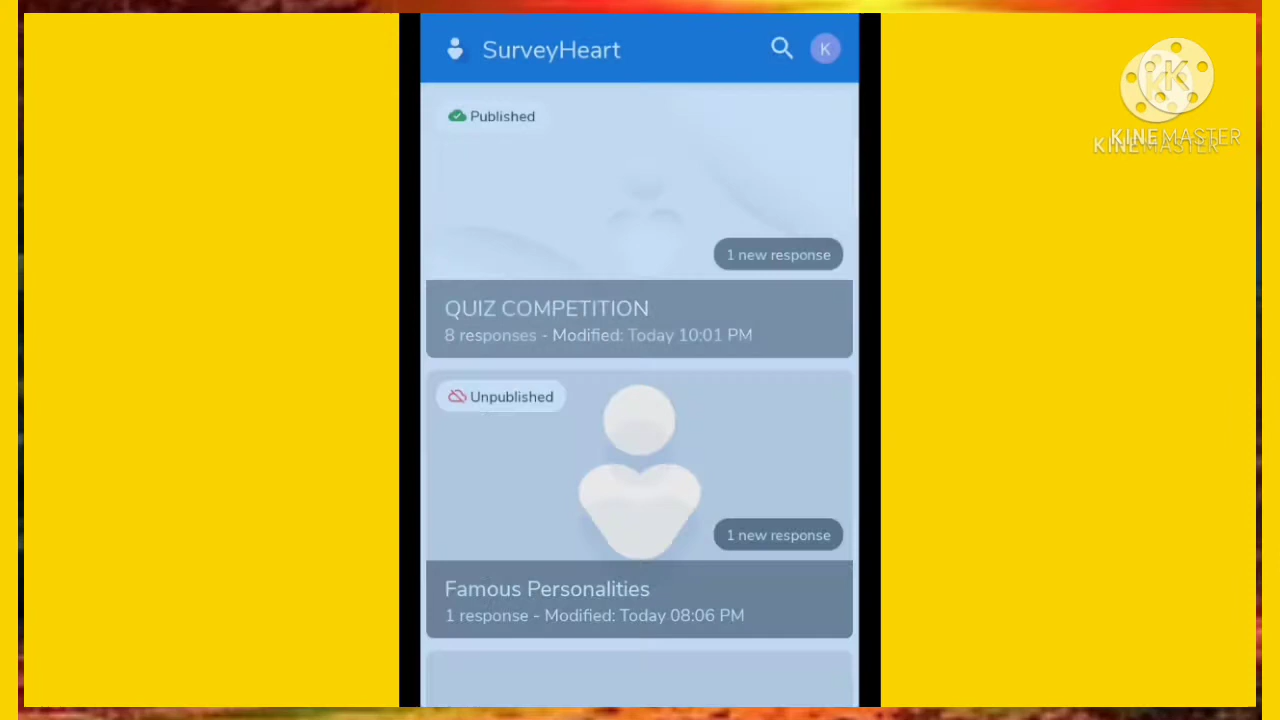 SurveyHeart
K
Published
1 new response
QUIZ COMPETITION
8 responses - Modified: Today 10:01 PM
Unpublished
1 new response
Famous Personalities
1 response - Modified: Today 08:06 PM
K
KINEMASTER
K
KINEMASTER